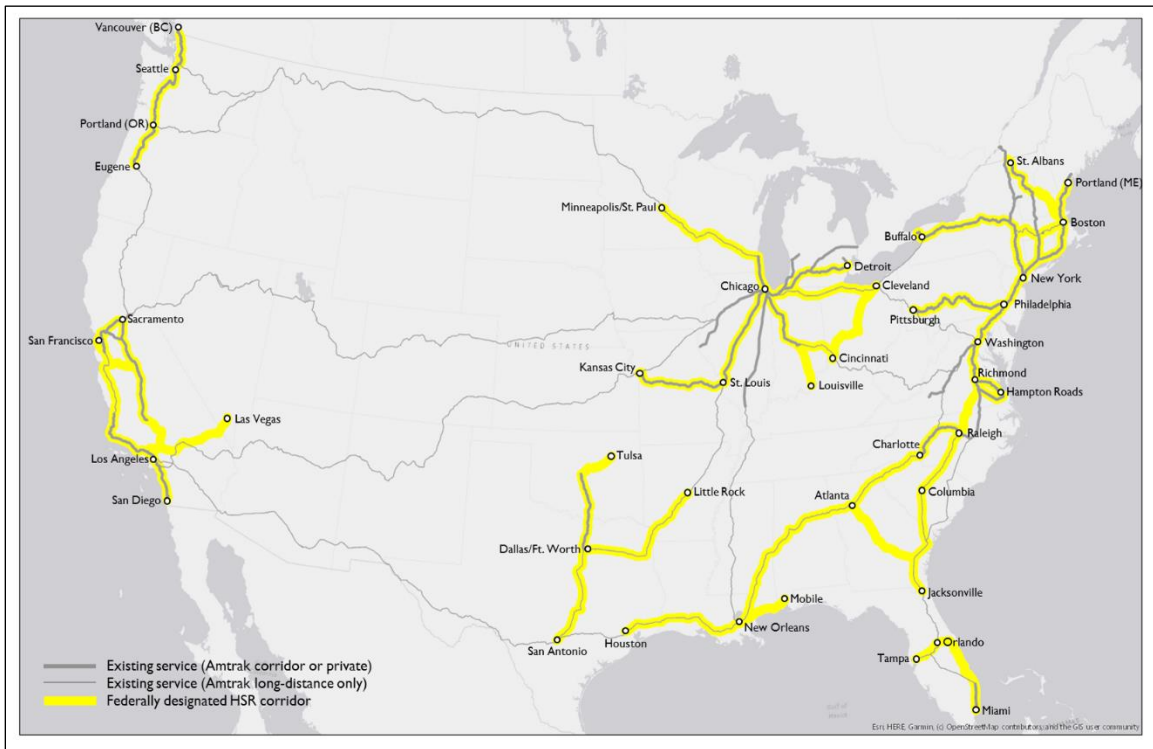 Vancouver (BC)
Seattle
Portland (OR)
Eugene
St. Albans
Portland (ME)
Minneapolis/St. Paul
Boston
Buffalo
Detroit
New York
Chicago
Cleveland
Philadelphia
Pittsburgh
Sacramento
San Francisco
Washington
UNITED STATES
Cincinnati
Kansas City
Richmond
St. Louis
Louisville
Hampton Roads
Las Vegas
Raleigh
Charlotte
Los Angeles
Tulsa
Little Rock
Columbia
San Diego
Atlanta
Dallas/Ft. Worth
Jacksonville
Mobile
New Orleans
Houston
San Antonio
Orlando
Tampa
Existing service (Amtrak corridor or private)
Existing service (Amtrak long-distance only)
Federally designated HSR corridor
Miami
Gulf of
Mexico
Esri, HERE, Garmin, (c) OpenStreetMap contributors, and the GIS user community